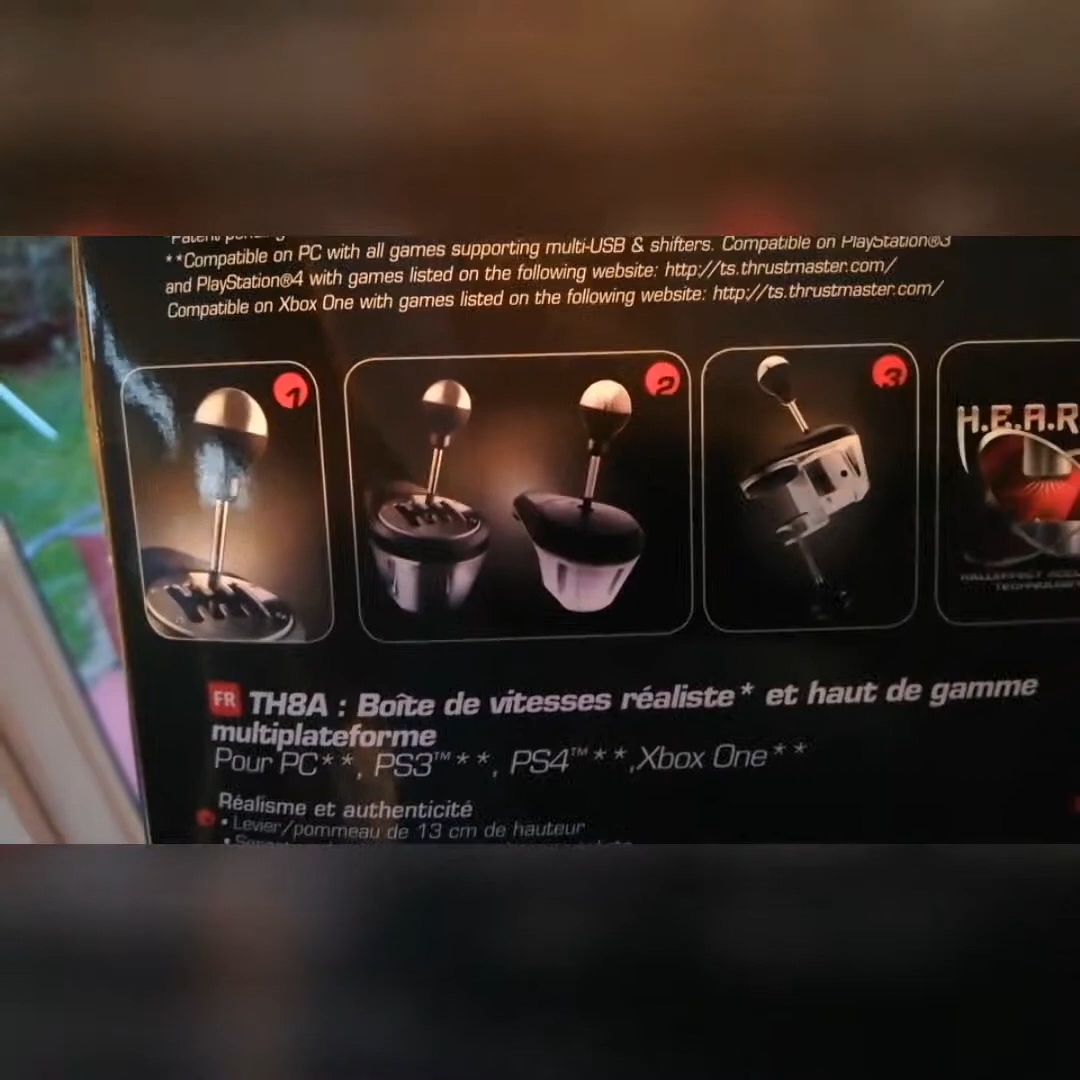 *Patent
**Compatible on PC with all games supporting multi-USB & shifters. Compatible on PlayStation®3
and PlayStation®4 with games listed on the following website: http://ts.thrustmaster.com/
Compatible on Xbox One with games listed on the following website: http://ts.thrustmaster.com/
1
2
3
H.E.A.R
FR TH8A : Boîte de vitesses réaliste* et haut de gamme
multiplateforme
Pour PC**, PS3™**, PS4™**,Xbox One**
Réalisme et authenticité
• Levier/pommeau de 13 cm de hauteur